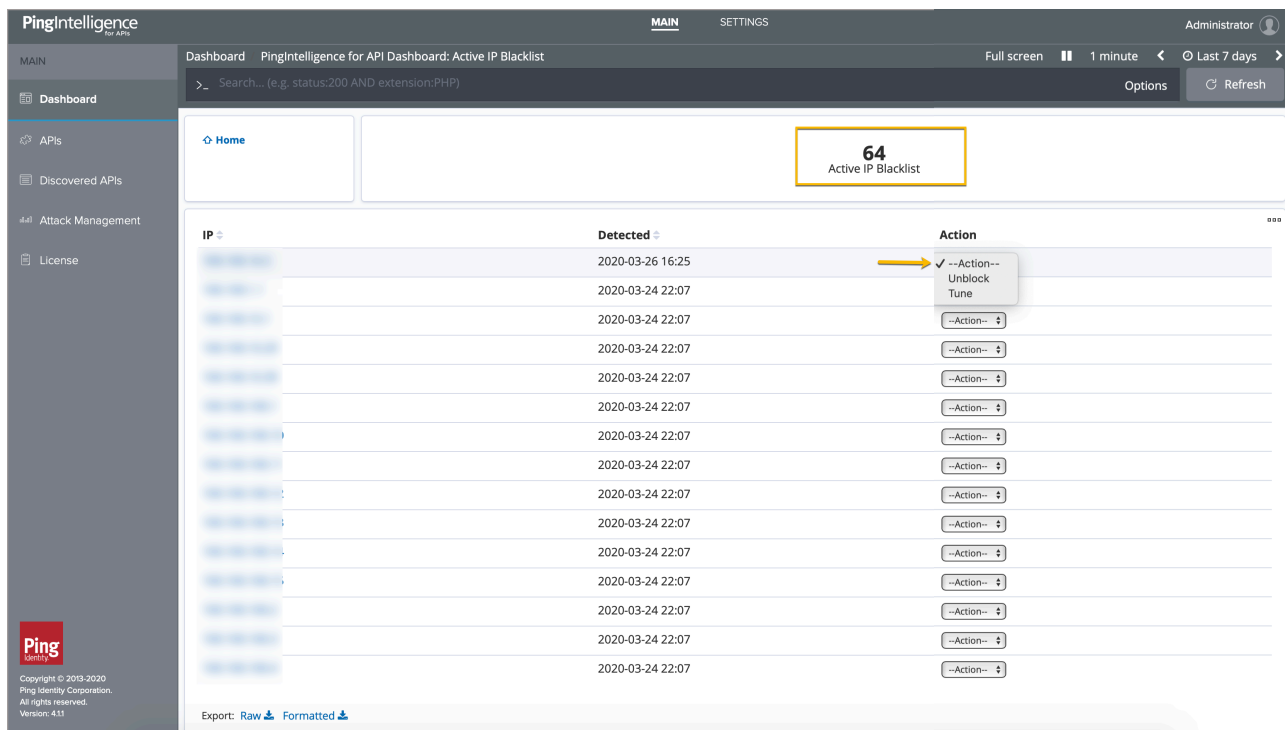 PingIntelligence
for APIs
MAIN SETTINGS
Administrator
MAIN
Dashboard PingIntelligence for API Dashboard: Active IP Blacklist
Full screen 1 minute Last 7 days
>_ Search... (e.g. status:200 AND extension:PHP)
Options Refresh
Dashboard
APIs
Discovered APIs
Attack Management
License
Home
64
Active IP Blacklist
IP Detected Action
2020-03-26 16:25 --Action--
Unblock
Tune
2020-03-24 22:07
2020-03-24 22:07 --Action--
2020-03-24 22:07 --Action--
2020-03-24 22:07 --Action--
2020-03-24 22:07 --Action--
2020-03-24 22:07 --Action--
2020-03-24 22:07 --Action--
2020-03-24 22:07 --Action--
2020-03-24 22:07 --Action--
2020-03-24 22:07 --Action--
2020-03-24 22:07 --Action--
2020-03-24 22:07 --Action--
2020-03-24 22:07 --Action--
2020-03-24 22:07 --Action--
Export: Raw Formatted
Ping
Identity
Copyright © 2013-2020
Ping Identity Corporation.
All rights reserved.
Version: 4.1.1